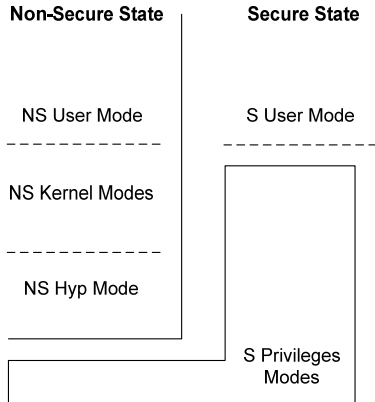 Non-Secure State
Secure State
NS User Mode
S User Mode
NS Kernel Modes
NS Hyp Mode
S Privileges
Modes